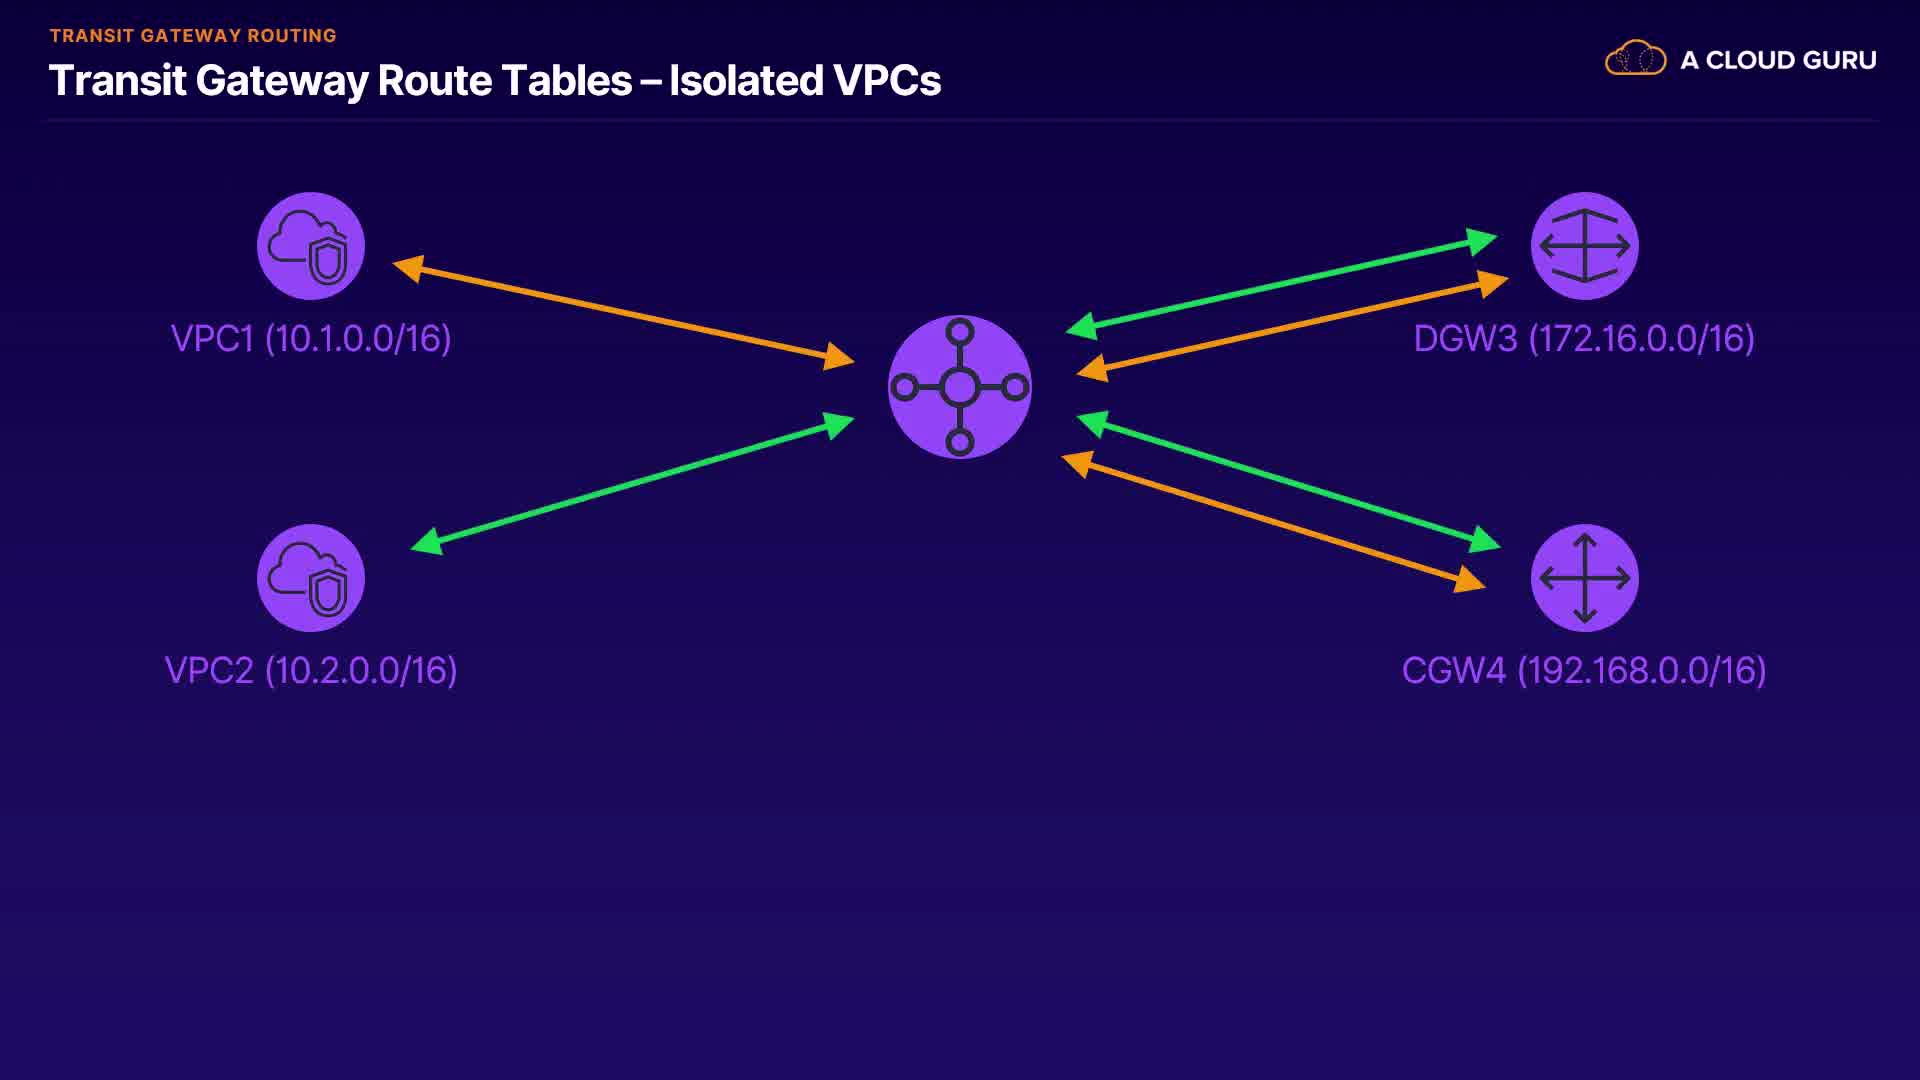 TRANSIT GATEWAY ROUTING
Transit Gateway Route Tables – Isolated VPCs
A CLOUD GURU
VPC1 (10.1.0.0/16)
DGW3 (172.16.0.0/16)
VPC2 (10.2.0.0/16)
CGW4 (192.168.0.0/16)